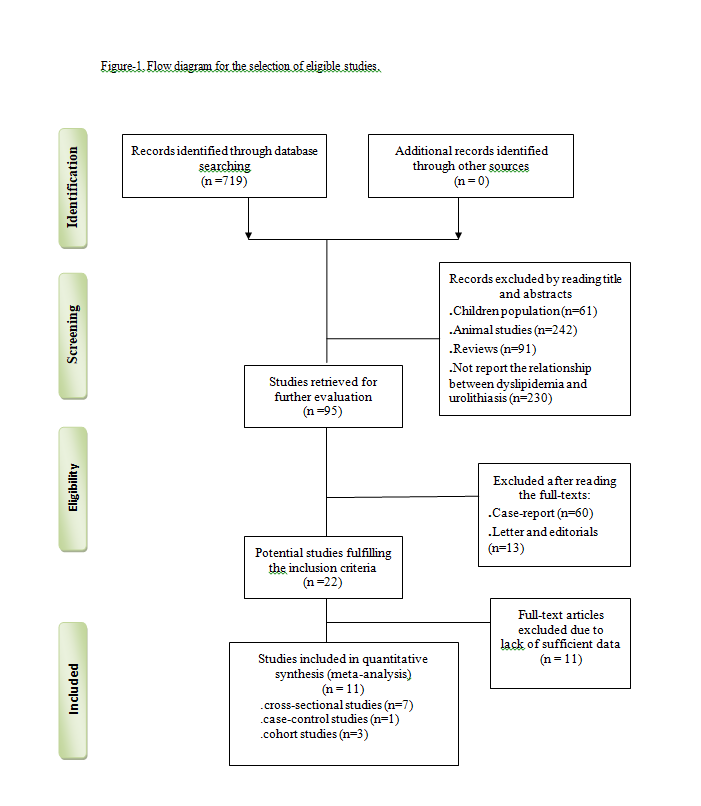 Figure-1. Flow diagram for the selection of eligible studies.
Identification
Records identified through database
searching
(n =719)
Additional records identified
through other sources
(n = 0)
Screening
Records excluded by reading title
and abstracts
.Children population(n=61)
.Animal studies (n=242)
.Reviews (n=91)
.Not report the relationship
between dyslipidemia and
urolithiasis (n=230)
Studies retrieved for
further evaluation
(n =95)
Eligibility
Excluded after reading
the full-texts:
.Case-report (n=60)
.Letter and editorials
(n=13)
Potential studies fulfilling
the inclusion criteria
(n =22)
Included
Full-text articles
excluded due to
lack of sufficient data
(n = 11)
Studies included in quantitative
synthesis (meta-analysis)
(n = 11)
.cross-sectional studies (n=7)
.case-control studies (n=1)
.cohort studies (n=3)